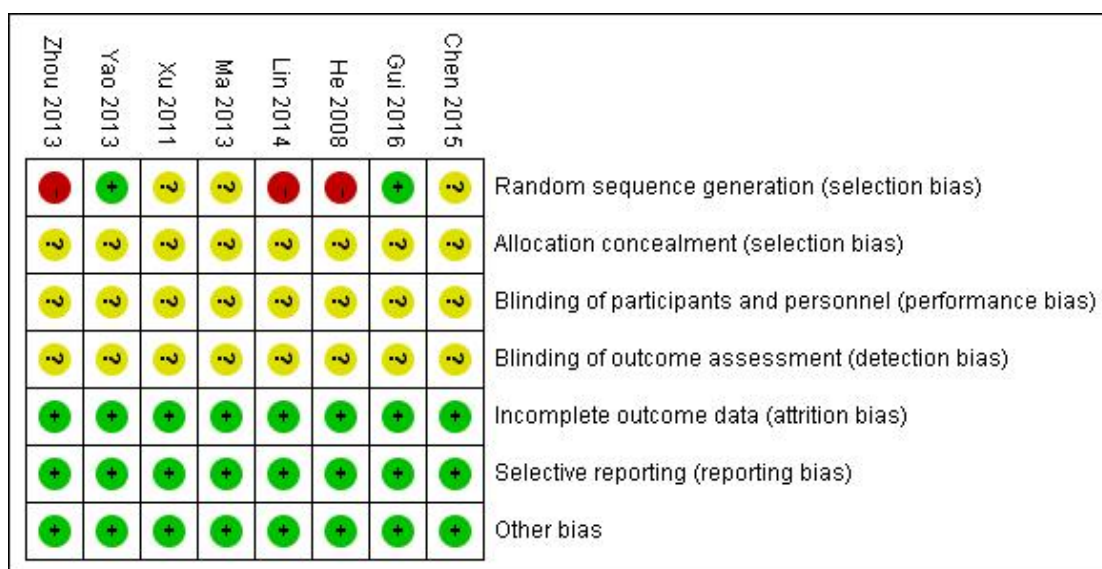 Zhou 2013
Yao 2013
Xu 2011
Ma 2013
Lin 2014
He 2008
Gui 2016
Chen 2015
- + ? ? - - + ? Random sequence generation (selection bias)
? ? ? ? ? ? ? ? Allocation concealment (selection bias)
? ? ? ? ? ? ? ? Blinding of participants and personnel (performance bias)
? ? ? ? ? ? ? ? Blinding of outcome assessment (detection bias)
+ + + + + + + + Incomplete outcome data (attrition bias)
+ + + + + + + + Selective reporting (reporting bias)
+ + + + + + + + Other bias